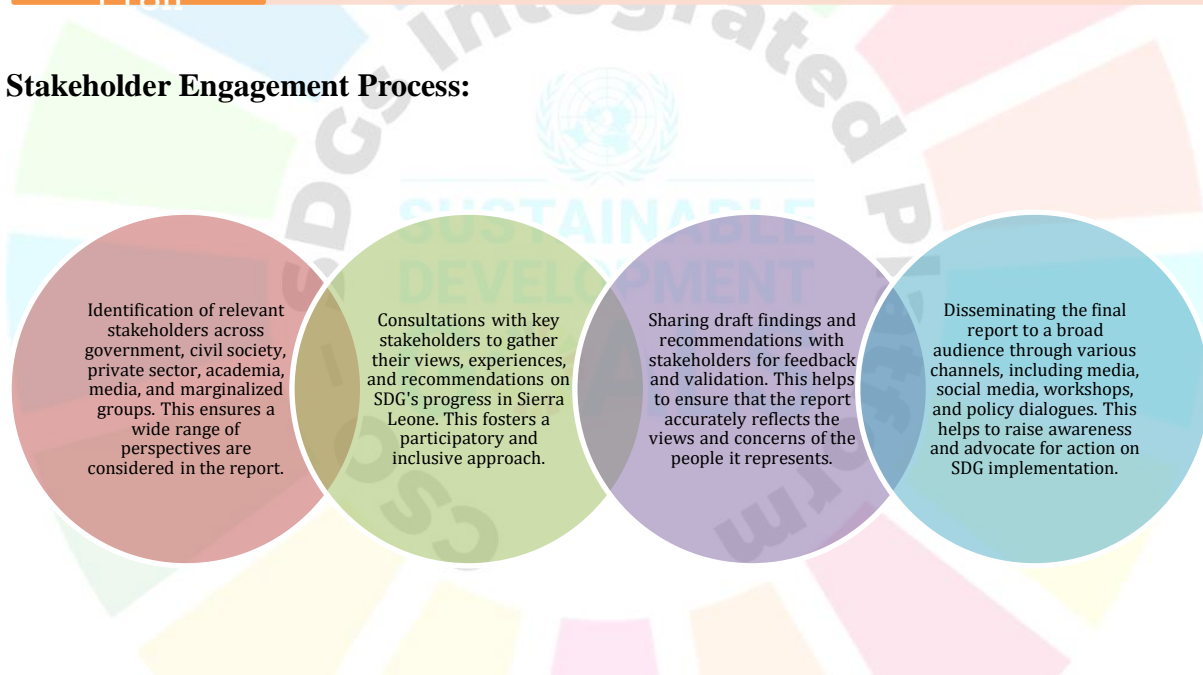 Stakeholder Engagement Process:
CSO - SDGs Integrated Platform
SUSTAINABLE
DEVELOPMENT
Identification of relevant
stakeholders across
government, civil society,
private sector, academia,
media, and marginalized
groups. This ensures a
wide range of
perspectives are
considered in the report.
Consultations with key
stakeholders to gather
their views, experiences,
and recommendations on
SDG's progress in Sierra
Leone. This fosters a
participatory and
inclusive approach.
Sharing draft findings and
recommendations with
stakeholders for feedback
and validation. This helps
to ensure that the report
accurately reflects the
views and concerns of the
people it represents.
Disseminating the final
report to a broad
audience through various
channels, including media,
social media, workshops,
and policy dialogues. This
helps to raise awareness
and advocate for action on
SDG implementation.